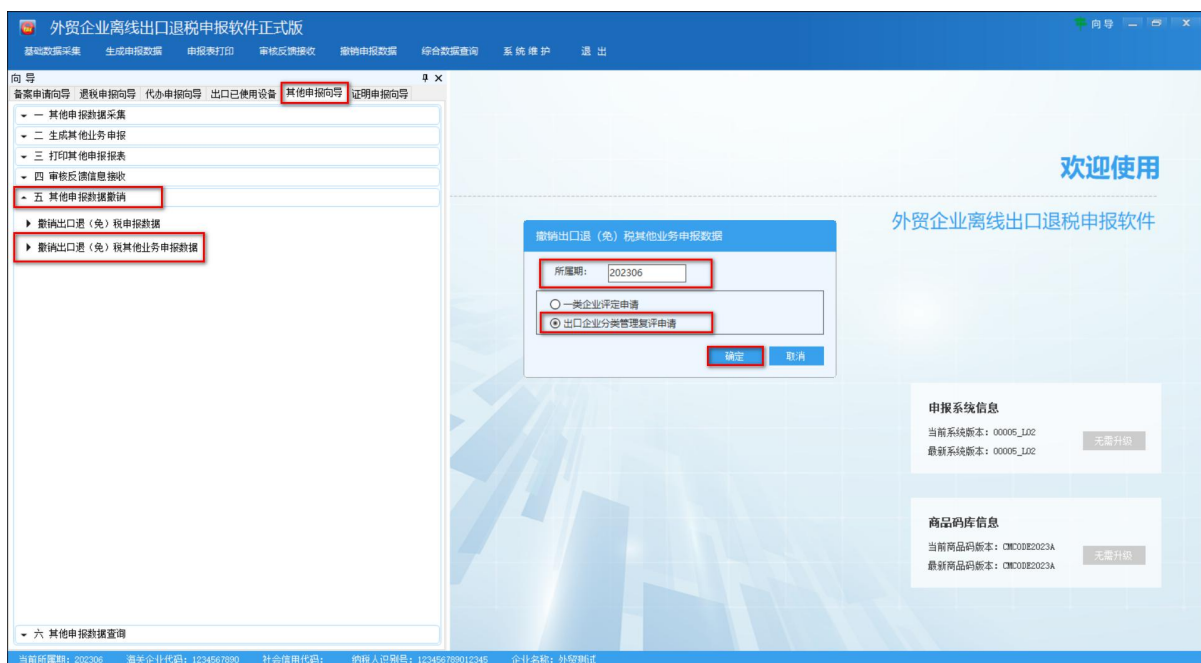 外贸企业离线出口退税申报软件正式版
向导
基础数据采集 生成申报数据 申报表打印 审核反馈接收 撤销申报数据 综合数据查询 系统维护 退出
向导
备案申请向导 退税申报向导 代办申报向导 出口已使用设备 其他申报向导 证明申报向导
一 其他申报数据采集
二 生成其他业务申报
三 打印其他申报报表
四 审核反馈信息接收
五 其他申报数据撤销
撤销出口退（免）税申报数据
撤销出口退（免）税其他业务申报数据
六 其他申报数据查询
欢迎使用
外贸企业离线出口退税申报软件
撤销出口退（免）税其他业务申报数据
所属期： 202306
一类企业评定申请
出口企业分类管理复评申请
确定 取消
申报系统信息
当前系统版本：00005_L02
最新系统版本：00005_L02
无需升级
商品码库信息
当前商品码版本：CMCODE2023A
最新商品码版本：CMCODE2023A
无需升级
当前所属期：202306 海关企业代码：1234567890 社会信用代码： 纳税人识别号：123456789012345 企业名称：外贸测试